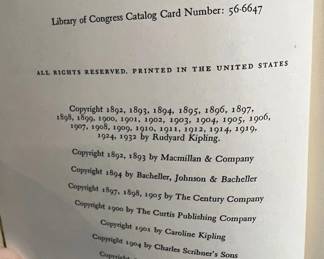 Library of Congress Catalog Card Number: 56-6647
ALL RIGHTS RESERVED. PRINTED IN THE UNITED STATES
Copyright 1892, 1893, 1894, 1895, 1896, 1897,
1898, 1899, 1900, 1901, 1902, 1903, 1904, 1905, 1906,
1907, 1908, 1909, 1910, 1911, 1912, 1914, 1919,
1924, 1932 by Rudyard Kipling.
Copyright 1892, 1893 by Macmillan & Company
Copyright 1894 by Bacheller, Johnson & Bacheller
Copyright 1897, 1898, 1905 by The Century Company
Copyright 1900 by The Curtis Publishing Company
Copyright 1901 by Caroline Kipling
Copyright 1904 by Charles Scribner's Sons